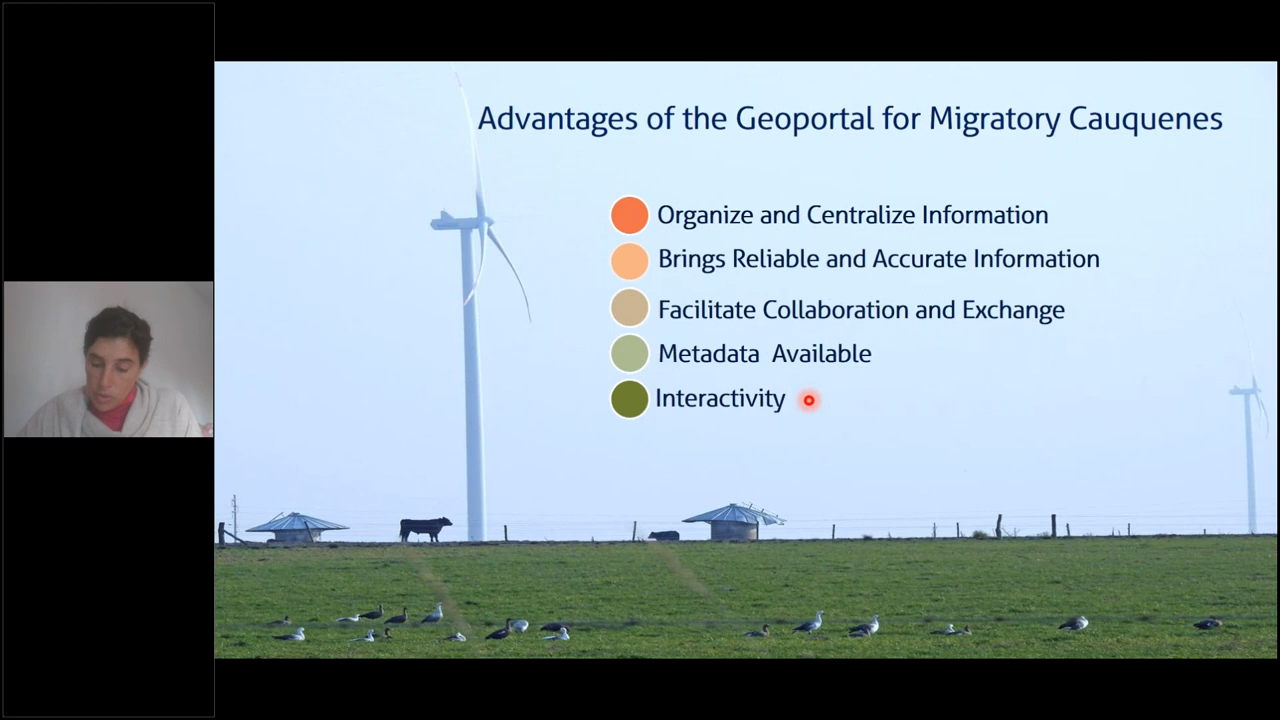 Advantages of the Geoportal for Migratory Cauquenes
Organize and Centralize Information
Brings Reliable and Accurate Information
Facilitate Collaboration and Exchange
Metadata Available
Interactivity